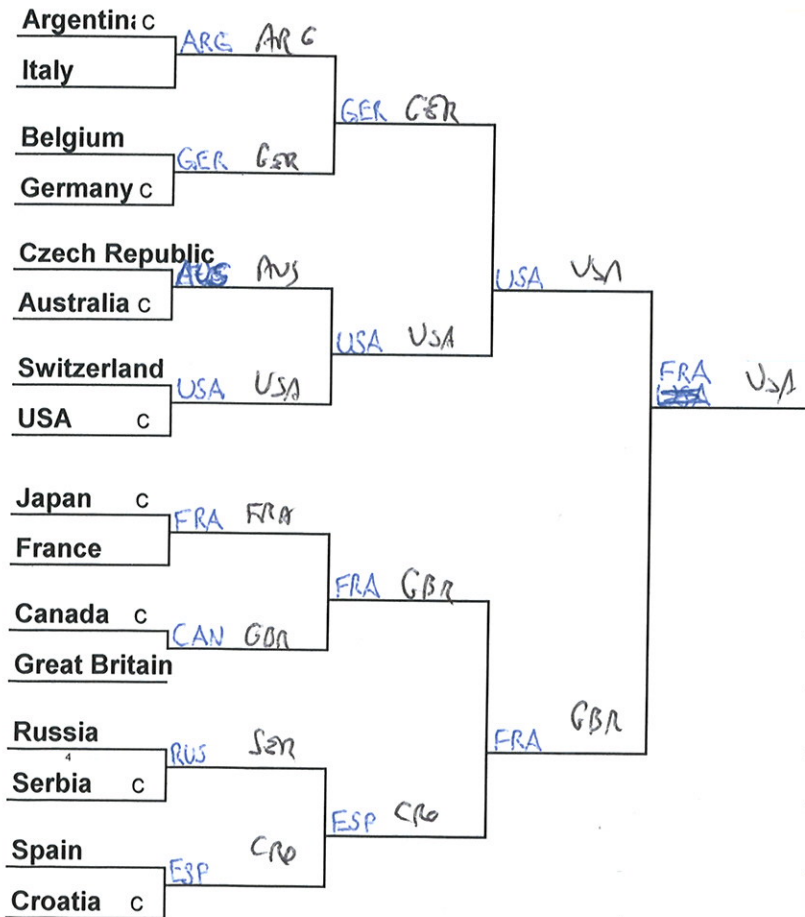 Argentina C
ARG ARG
Italy
GER GER
Belgium
GER GER
Germany C
Czech Republic
AUS AUS
USA USA
Australia C
USA USA
Switzerland
USA USA
FRA USA
USA
USA C
Japan C
FRA FRA
France
FRA GBR
Canada C
CAN GBR
Great Britain
GBR
FRA
Russia
RUS SER
4
Serbia C
ESP CRO
Spain
CRO
ESP
Croatia C